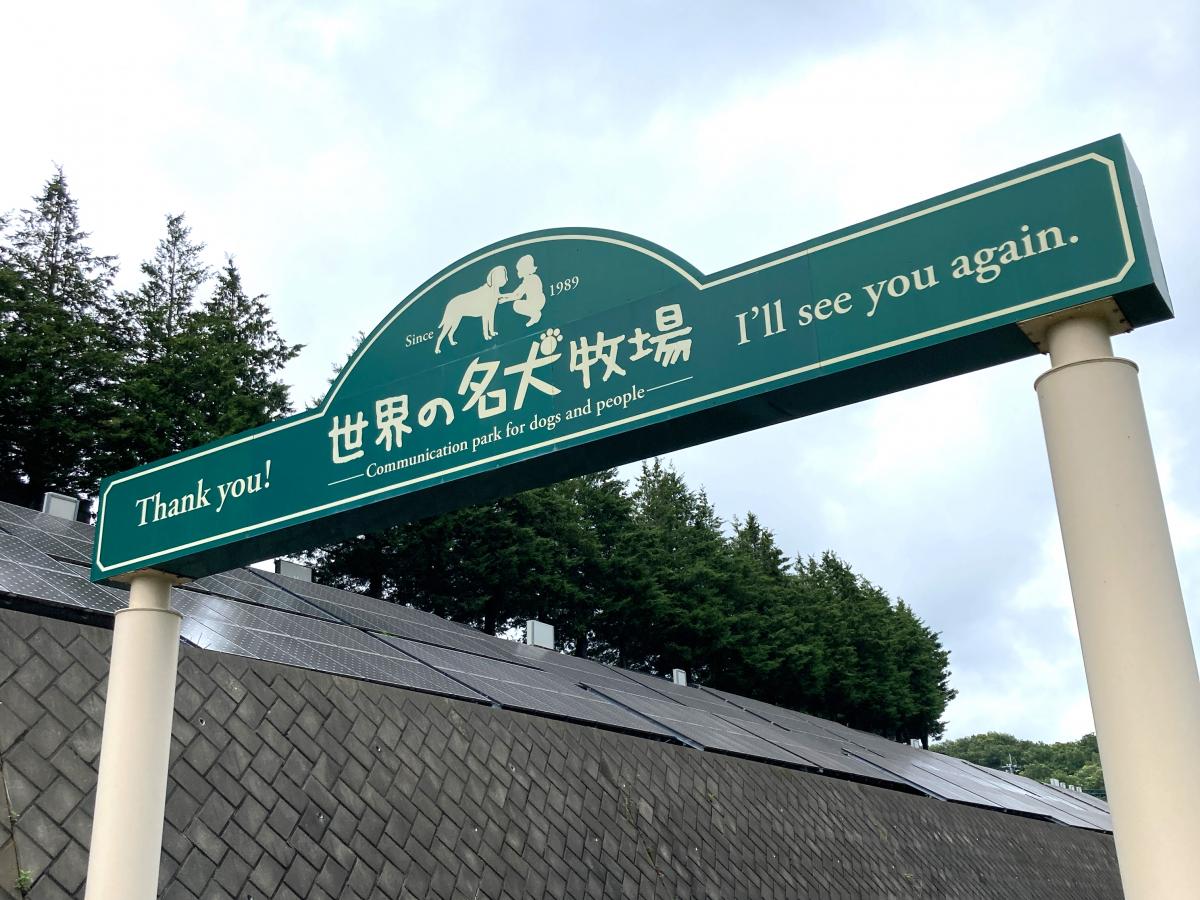 Since 1989
Thank you!
世界の名犬牧場
Communication park for dogs and people
I'll see you again.